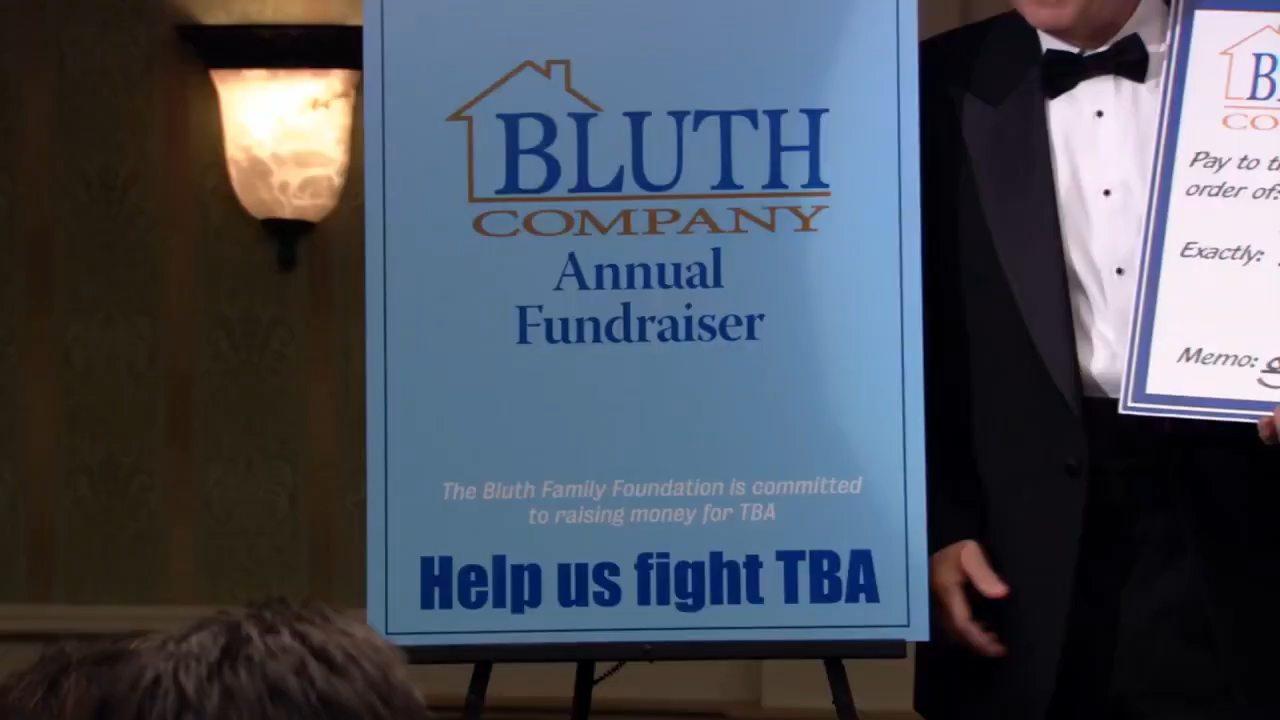 BLUTH
COMPANY
Annual
Fundraiser
The Bluth Family Foundation is committed
to raising money for TBA
Help us fight TBA
CO
Pay to
order of:
Exactly:
Memo: